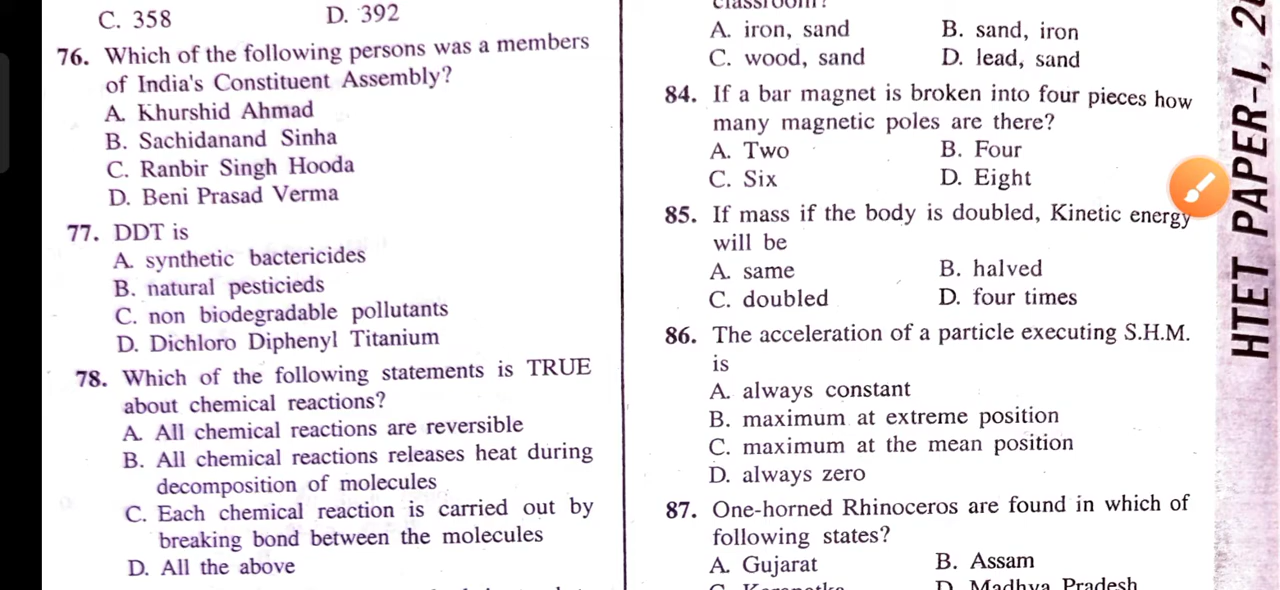 C. 358 D. 392
76. Which of the following persons was a members
of India's Constituent Assembly?
A. Khurshid Ahmad
B. Sachidanand Sinha
C. Ranbir Singh Hooda
D. Beni Prasad Verma
77. DDT is
A. synthetic bactericides
B. natural pesticieds
C. non biodegradable pollutants
D. Dichloro Diphenyl Titanium
78. Which of the following statements is TRUE
about chemical reactions?
A. All chemical reactions are reversible
B. All chemical reactions releases heat during
decomposition of molecules
C. Each chemical reaction is carried out by
breaking bond between the molecules
D. All the above
classroom?
A. iron, sand B. sand, iron
C. wood, sand D. lead, sand
84. If a bar magnet is broken into four pieces how
many magnetic poles are there?
A. Two B. Four
C. Six D. Eight
85. If mass if the body is doubled, Kinetic energy
will be
A. same B. halved
C. doubled D. four times
86. The acceleration of a particle executing S.H.M.
is
A. always constant
B. maximum at extreme position
C. maximum at the mean position
D. always zero
87. One-horned Rhinoceros are found in which of
following states?
A. Gujarat B. Assam
D. Madhya Pradesh
HTET PAPER-I,